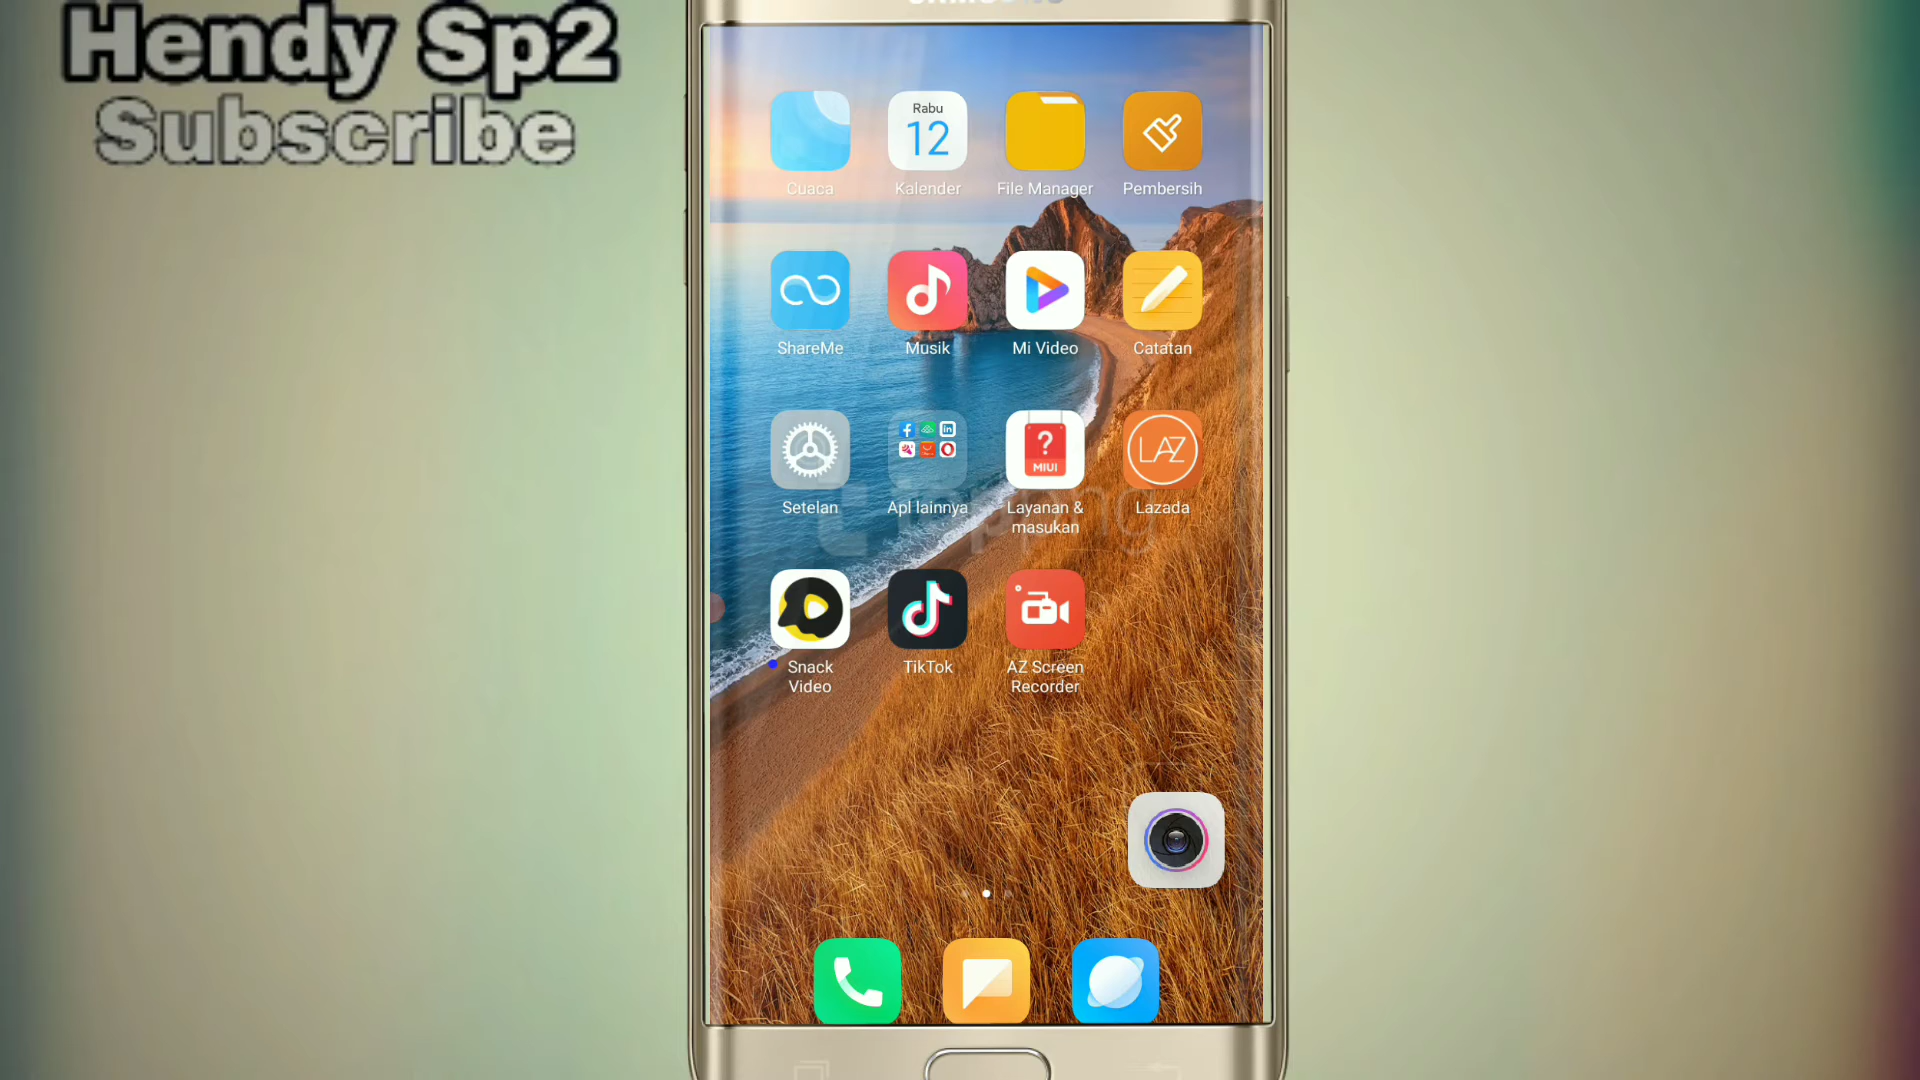 Hendy Sp2
Subscribe
Rabu
12
Cuaca
Kalender
File Manager
Pembersih
ShareMe
Musik
Mi Video
Catatan
?
MIUI
LAZ
Setelan
Apl lainnya
Layanan &
masukan
Lazada
Snack
Video
TikTok
AZ Screen
Recorder